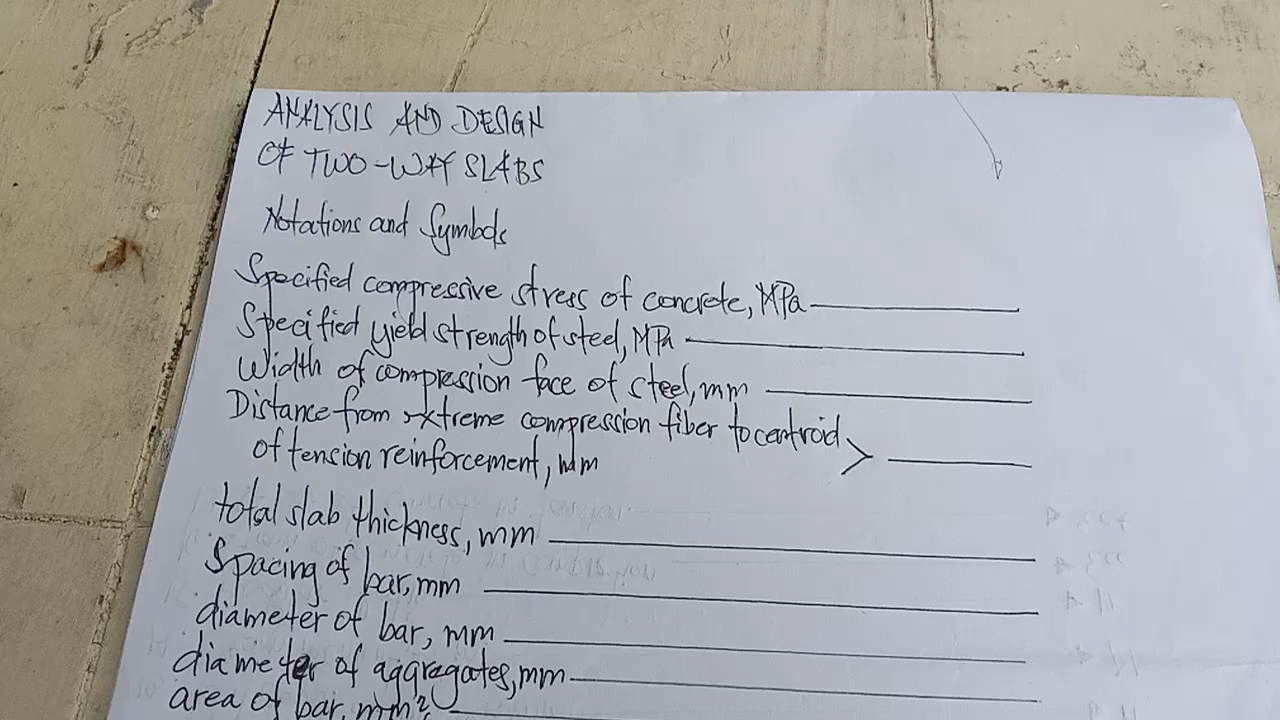 ANALYSIS AND DESIGN
OF TWO-WAY SLABS
Notations and Symbols
Specified compressive stress of concrete, MPa
Specified yield strength of steel, MPa
Width of compression face of steel, mm
Distance from extreme compression fiber to centroid
of tension reinforcement, mm
total slab thickness, mm
Spacing of bar, mm
diameter of bar, mm
diameter of aggregates, mm
area of bar, mm²